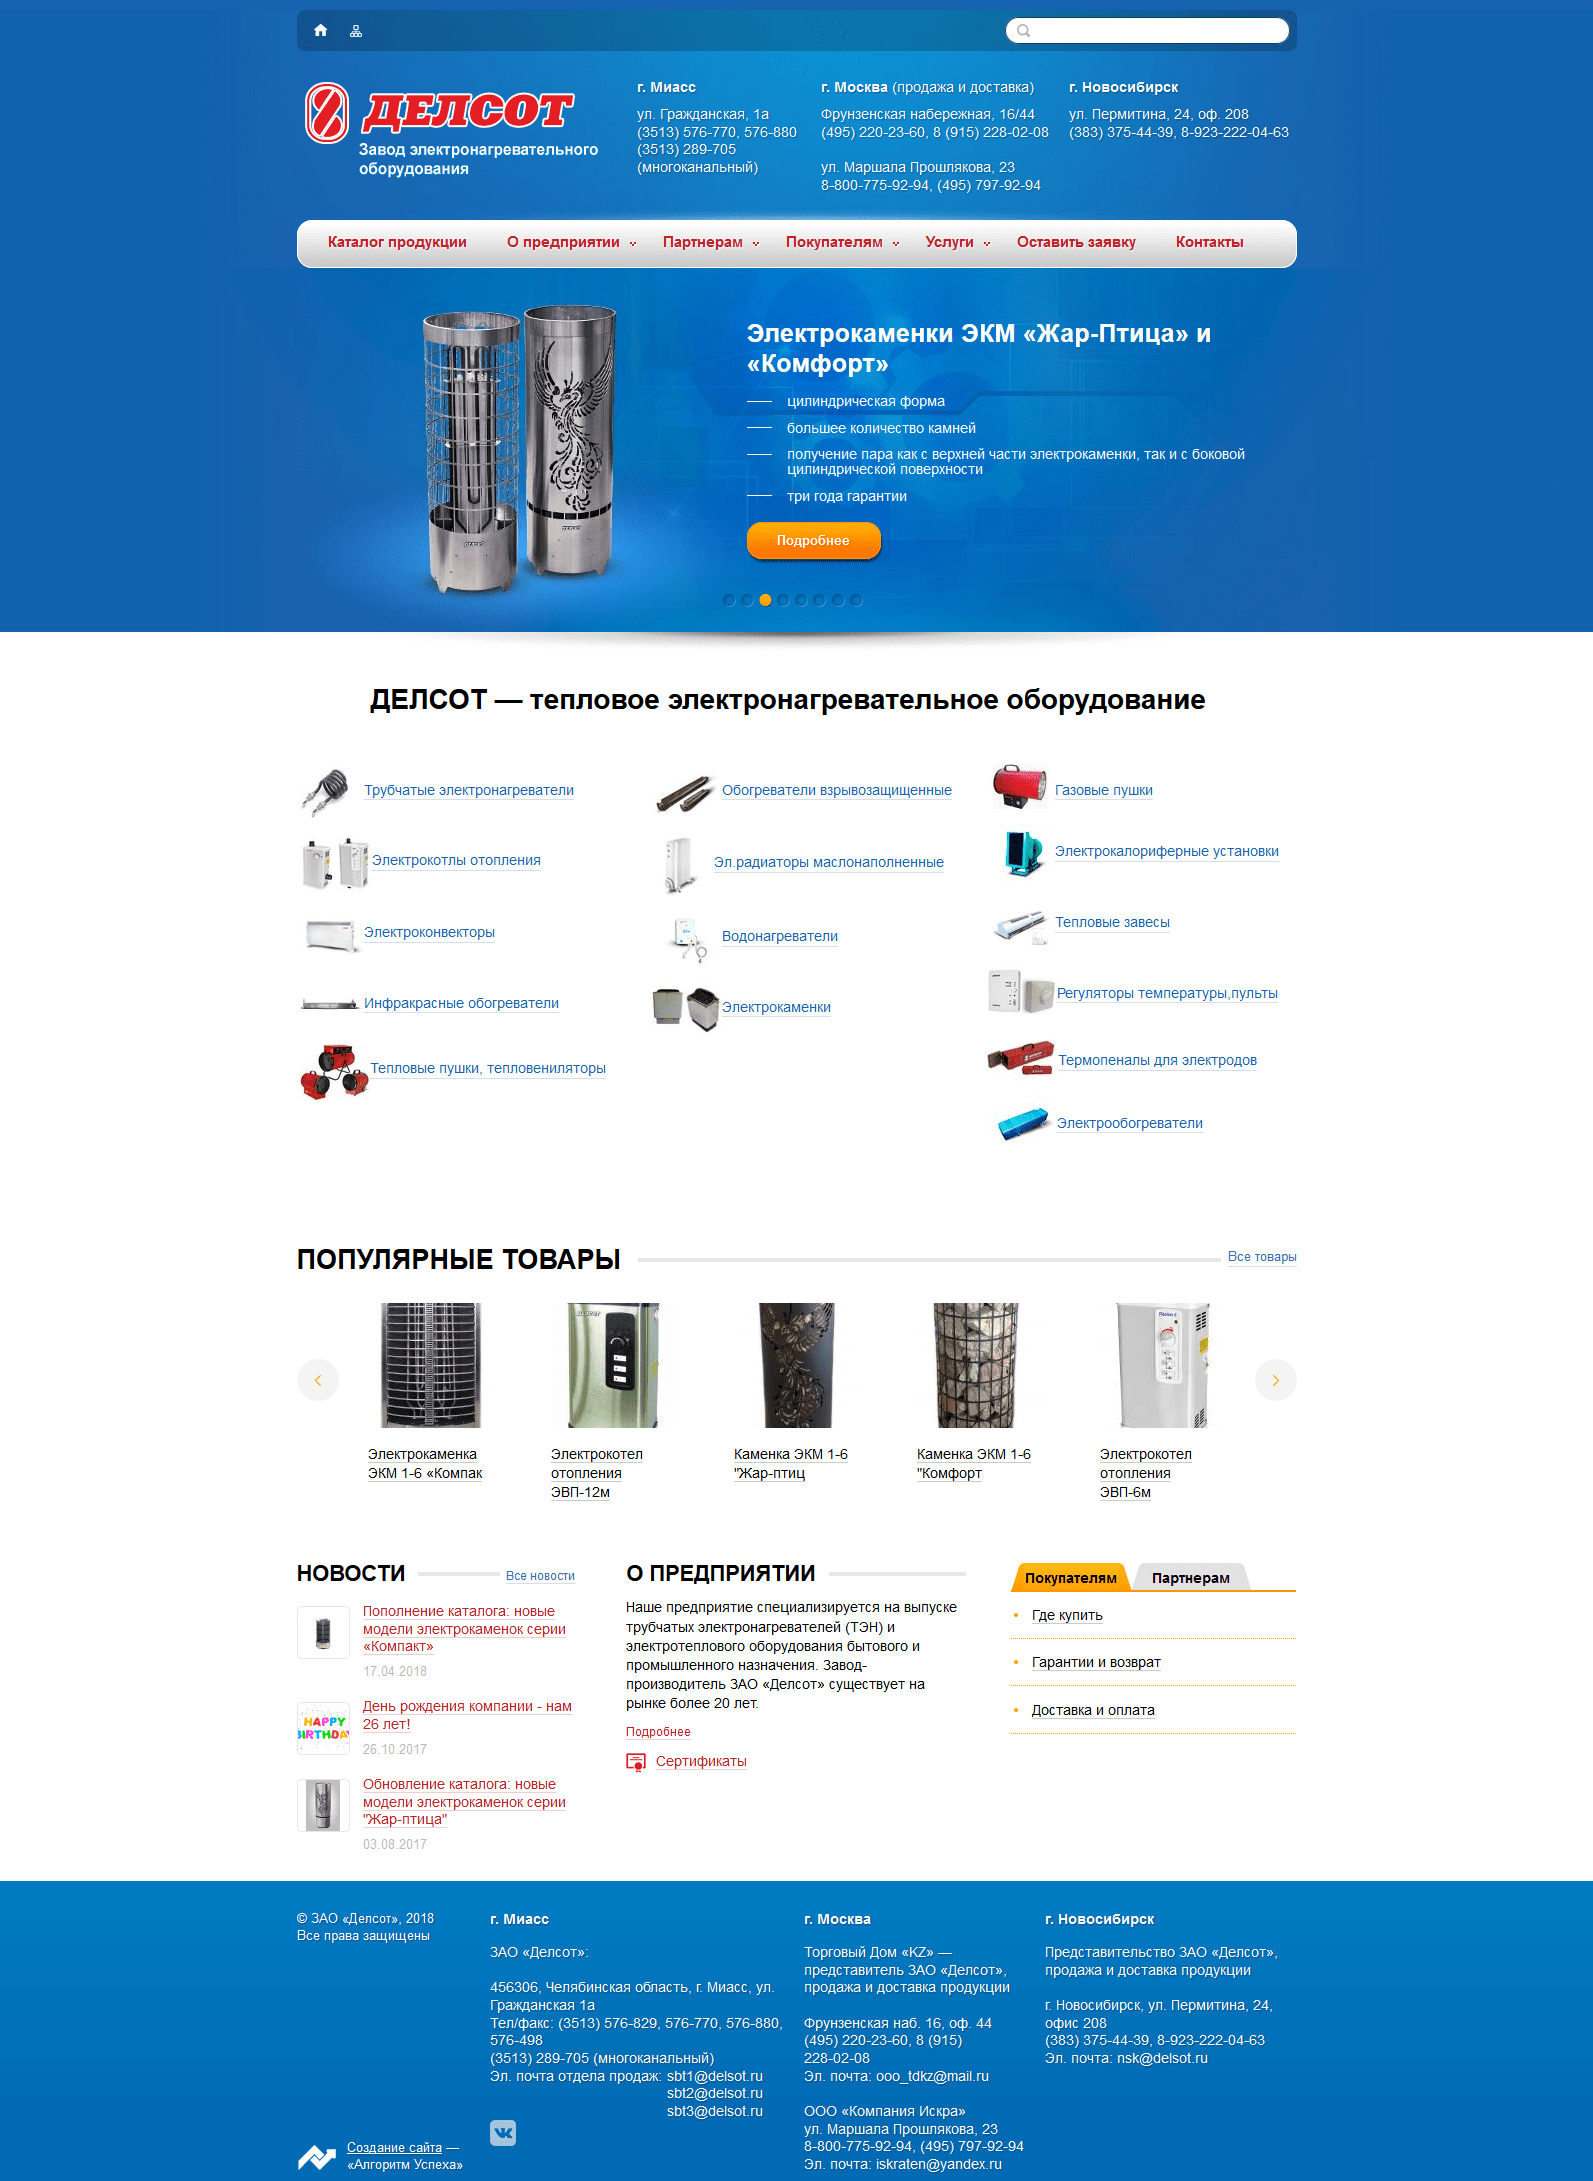 ДЕЛСОТ
Завод электронагревательного
оборудования
г. Миасс
ул. Гражданская, 1а
(3513) 576-770, 576-880
(3513) 289-705
(многоканальный)
г. Москва (продажа и доставка)
Фрунзенская набережная, 16/44
(495) 220-23-60, 8 (915) 228-02-08
ул. Маршала Прошлякова, 23
8-800-775-92-94, (495) 797-92-94
г. Новосибирск
ул. Пермитина, 24, оф. 208
(383) 375-44-39, 8-923-222-04-63
Каталог продукции
О предприятии
Партнерам
Покупателям
Услуги
Оставить заявку
Контакты
Электрокаменки ЭКМ «Жар-Птица» и
«Комфорт»
цилиндрическая форма
большее количество камней
получение пара как с верхней части электрокаменки, так и с боковой
цилиндрической поверхности
три года гарантии
Подробнее
ДЕЛСОТ
ДЕЛСОТ
ДЕЛСОТ — тепловое электронагревательное оборудование
Трубчатые электронагреватели
Электрокотлы отопления
Электроконвекторы
Инфракрасные обогреватели
Тепловые пушки, тепловениляторы
Обогреватели взрывозащищенные
Эл.радиаторы маслонаполненные
Водонагреватели
Электрокаменки
Газовые пушки
Электрокалориферные установки
Тепловые завесы
Регуляторы температуры,пульты
Термопеналы для электродов
Электрообогреватели
ПОПУЛЯРНЫЕ ТОВАРЫ
Все товары
ДЕЛСОТ
Электрокаменка
ЭКМ 1-6 «Компак
Электрокотел
отопления
ЭВП-12м
Каменка ЭКМ 1-6
"Жар-птиц
Каменка ЭКМ 1-6
"Комфорт
Электрокотел
отопления
ЭВП-6м
НОВОСТИ
Все новости
Пополнение каталога: новые
модели электрокаменок серии
«Компакт»
17.04.2018
HAPPY
BIRTHDAY
День рождения компании - нам
26 лет!
26.10.2017
Обновление каталога: новые
модели электрокаменок серии
"Жар-птица"
03.08.2017
О ПРЕДПРИЯТИИ
Наше предприятие специализируется на выпуске
трубчатых электронагревателей (ТЭН) и
электротеплового оборудования бытового и
промышленного назначения. Завод-
производитель ЗАО «Делсот» существует на
рынке более 20 лет.
Подробнее
Сертификаты
Покупателям
Партнерам
Где купить
Гарантии и возврат
Доставка и оплата
© ЗАО «Делсот», 2018
Все права защищены
Создание сайта —
«Алгоритм Успеха»
г. Миасс
ЗАО «Делсот»:
456306, Челябинская область, г. Миасс, ул.
Гражданская 1а
Тел/факс: (3513) 576-829, 576-770, 576-880,
576-498
(3513) 289-705 (многоканальный)
Эл. почта отдела продаж: sbt1@delsot.ru
sbt2@delsot.ru
sbt3@delsot.ru
г. Москва
Торговый Дом «KZ» —
представитель ЗАО «Делсот»,
продажа и доставка продукции
Фрунзенская наб. 16, оф. 44
(495) 220-23-60, 8 (915)
228-02-08
Эл. почта: ooo_tdkz@mail.ru
ООО «Компания Искра»
ул. Маршала Прошлякова, 23
8-800-775-92-94, (495) 797-92-94
Эл. почта: iskraten@yandex.ru
г. Новосибирск
Представительство ЗАО «Делсот»,
продажа и доставка продукции
г. Новосибирск, ул. Пермитина, 24,
офис 208
(383) 375-44-39, 8-923-222-04-63
Эл. почта: nsk@delsot.ru